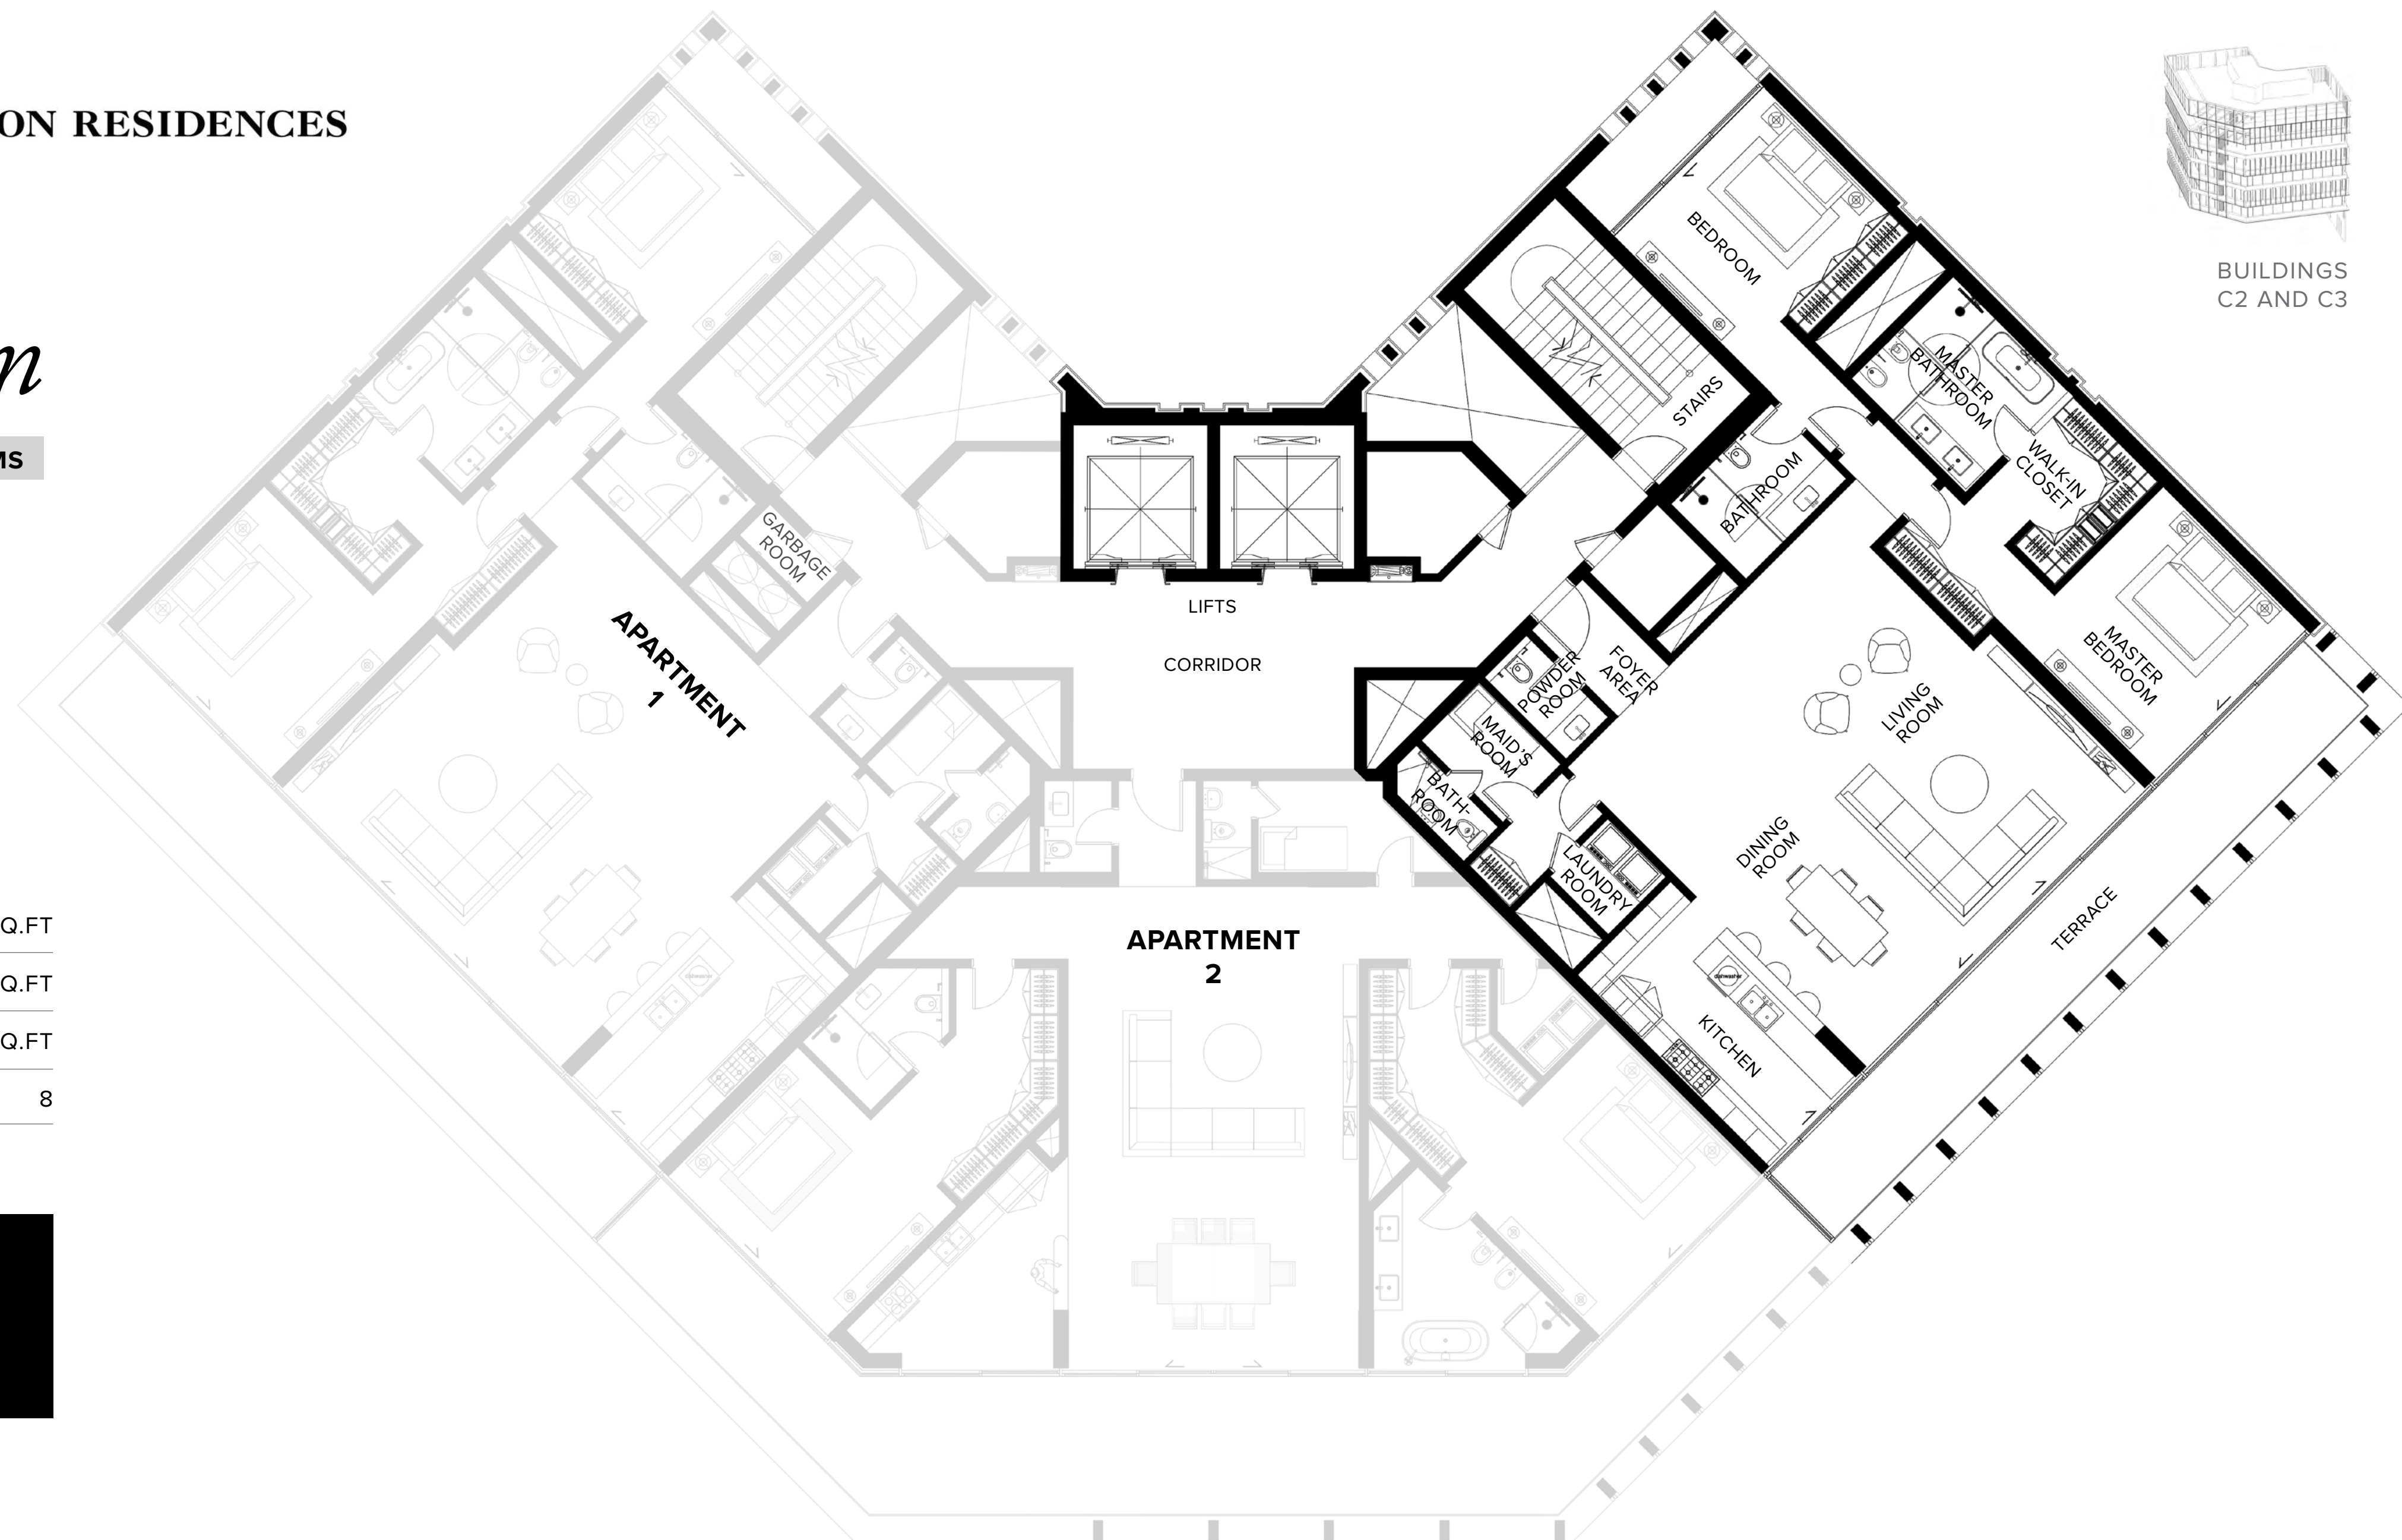 ON RESIDENCES
n
MS
Q.FT
Q.FT
Q.FT
8
BUILDINGS
C2 AND C3
GARBAGE
ROOM
APARTMENT
1
LIFTS
CORRIDOR
APARTMENT
2
BEDROOM
STAIRS
MASTER
BATHROOM
WALK-IN
CLOSET
BATHROOM
MASTER
BEDROOM
FOYER
AREA
POWDER
ROOM
MAID'S
ROOM
BATH-
ROOM
LAUNDRY
ROOM
LIVING
ROOM
DINING
ROOM
TERRACE
dishwasher
dishwasher
KITCHEN